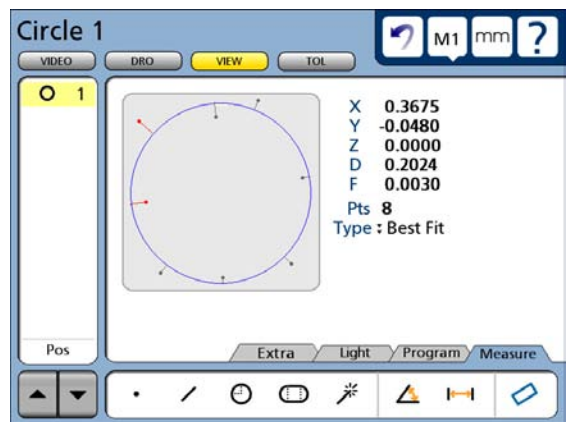 Circle 1
M1 mm ?
VIDEO DRO VIEW TOL
1
X 0.3675
Y -0.0480
Z 0.0000
D 0.2024
F 0.0030
Pts 8
Type : Best Fit
Pos
Extra Light Program Measure